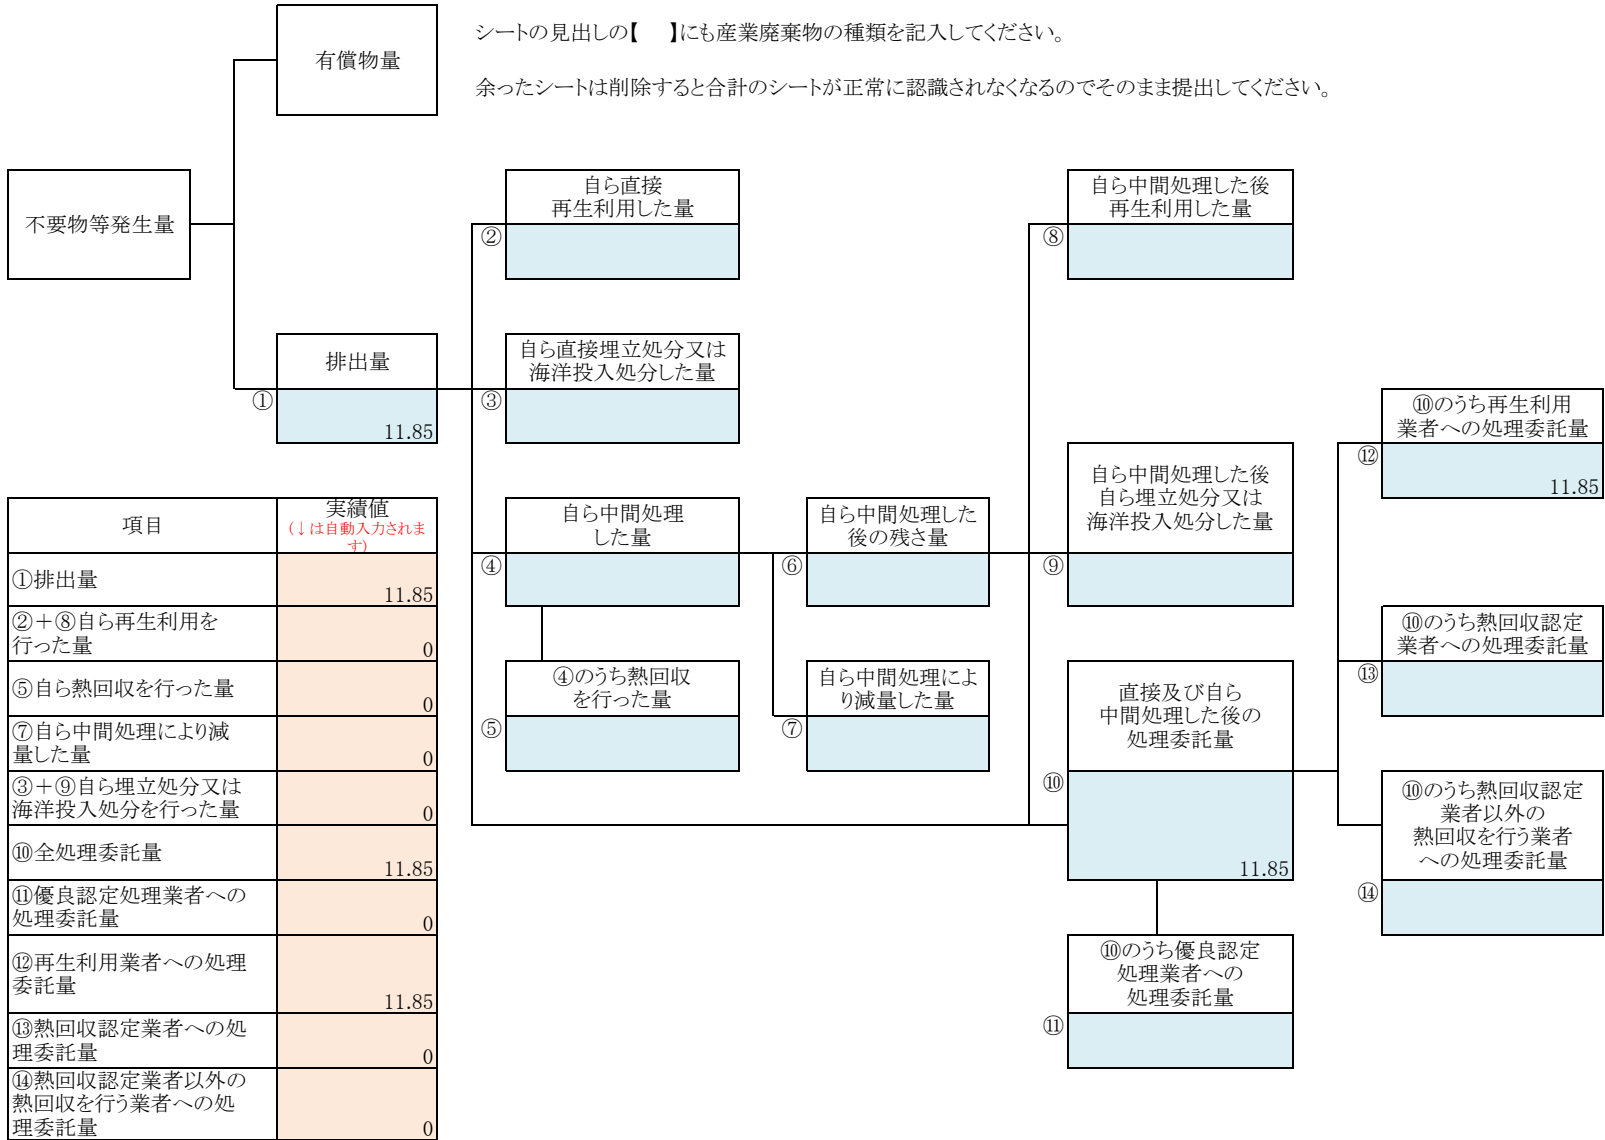 シートの見出しの【　】にも産業廃棄物の種類を記入してください。
余ったシートは削除すると合計のシートが正常に認識されなくなるのでそのまま提出してください。
有償物量
不要物等発生量
排出量
①
11.85
自ら直接
再生利用した量
②
自ら直接埋立処分又は
海洋投入処分した量
③
自ら中間処理
した量
④
④のうち熱回収
を行った量
⑤
自ら中間処理した
後の残さ量
⑥
自ら中間処理によ
り減量した量
⑦
自ら中間処理した後
再生利用した量
⑧
自ら中間処理した後
自ら埋立処分又は
海洋投入処分した量
⑨
直接及び自ら
中間処理した後の
処理委託量
⑩
11.85
⑩のうち優良認定
処理業者への
処理委託量
⑪
⑩のうち再生利用
業者への処理委託量
⑫
11.85
⑩のうち熱回収認定
業者への処理委託量
⑬
⑩のうち熱回収認定
業者以外の
熱回収を行う業者
への処理委託量
⑭
項目
実績値
(↓は自動入力されま
す)
①排出量
11.85
②＋⑧自ら再生利用を
行った量
0
⑤自ら熱回収を行った量
0
⑦自ら中間処理により減
量した量
0
③＋⑨自ら埋立処分又は
海洋投入処分を行った量
0
⑩全処理委託量
11.85
⑪優良認定処理業者への
処理委託量
0
⑫再生利用業者への処理
委託量
11.85
⑬熱回収認定業者への処
理委託量
0
⑭熱回収認定業者以外の
熱回収を行う業者への処
理委託量
0